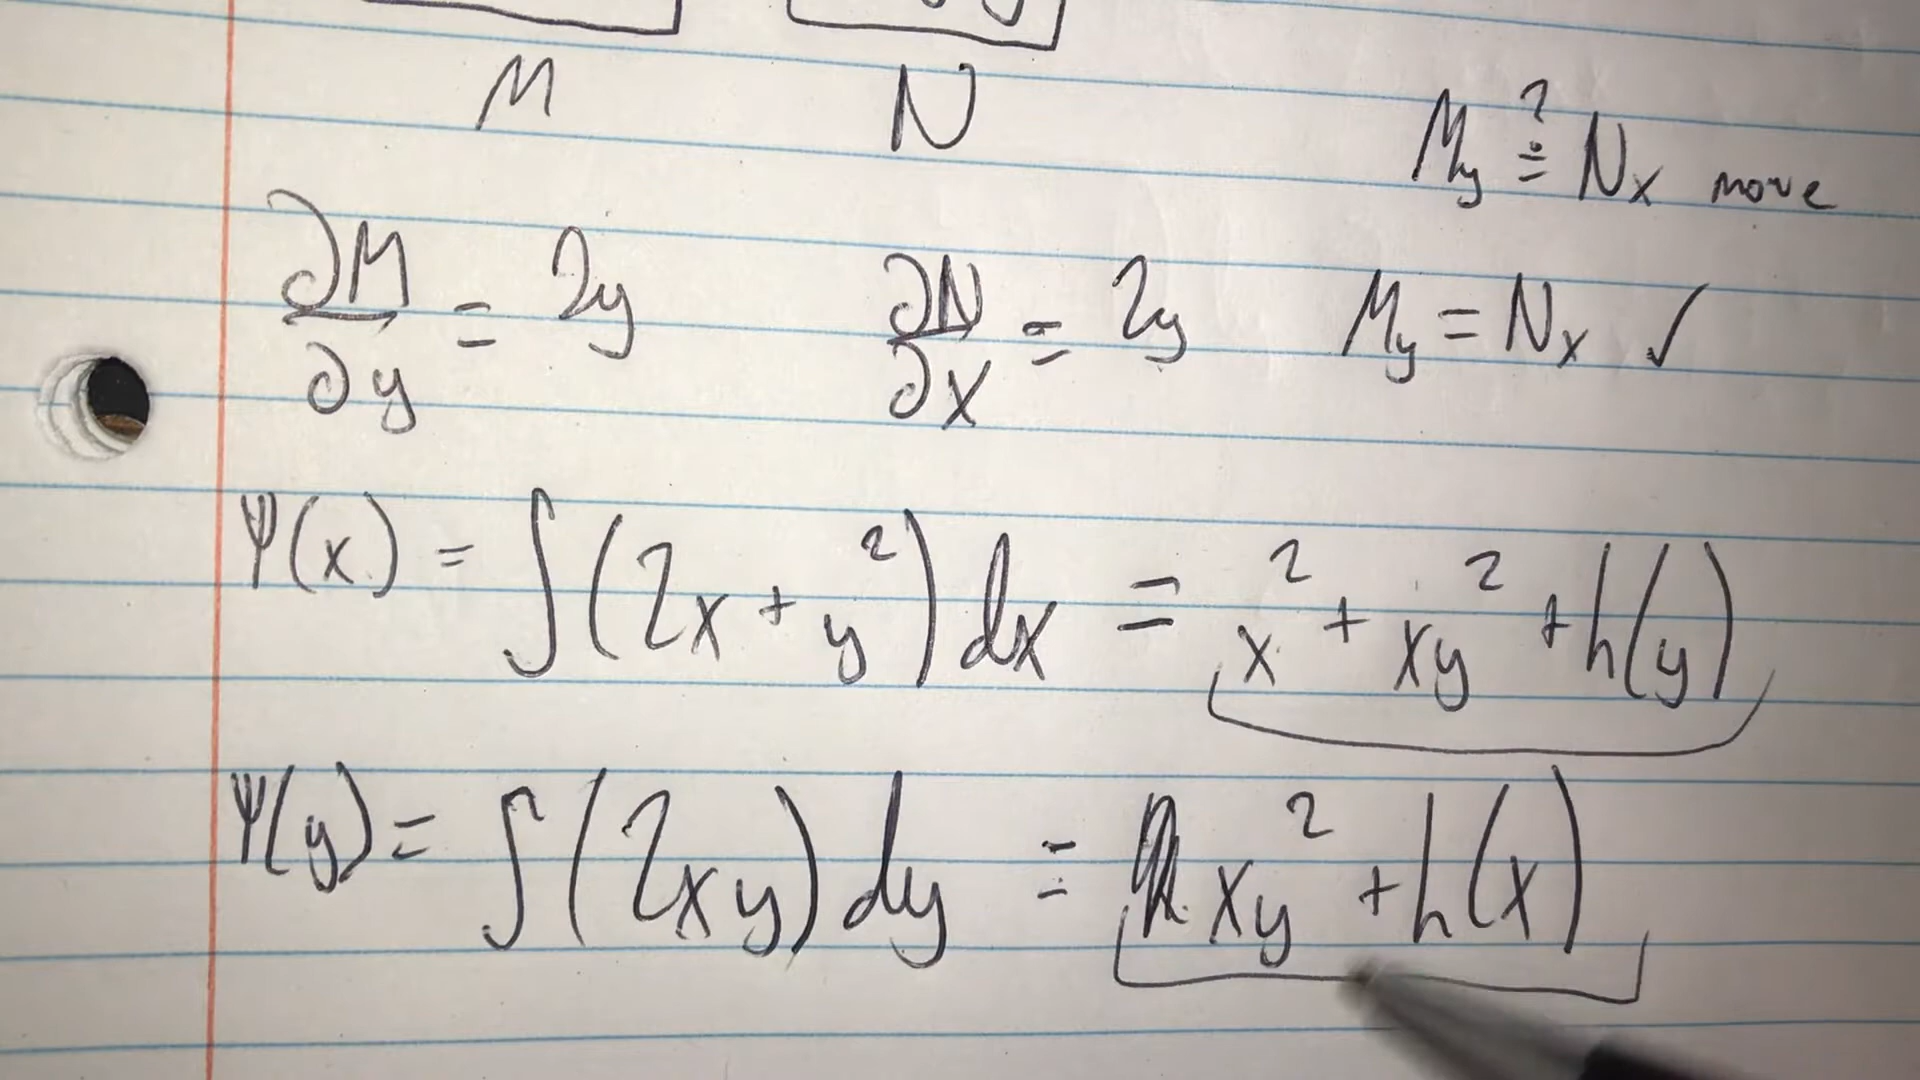 M N
My ≟ Nx move
∂M/∂y = 2y ∂N/∂x = 2y My = Nx ✓
Ψ(x) = ∫(2x + y²)dx = x² + xy² + h(y)
Ψ(y) = ∫(2xy)dy = xy² + h(x)